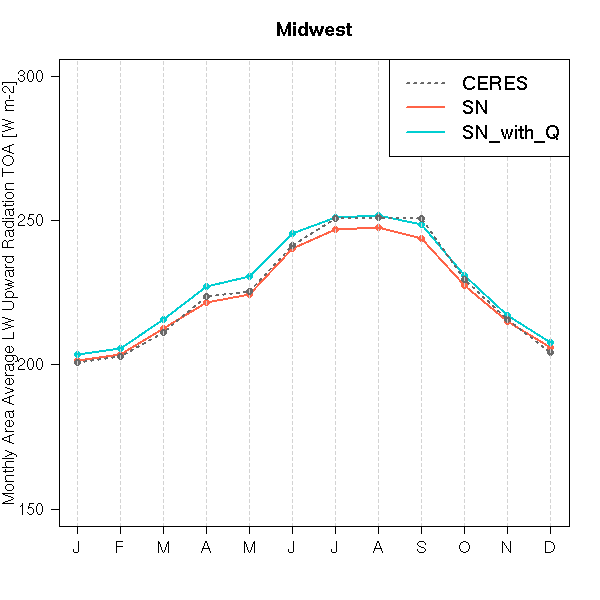 Midwest
CERES
SN
SN_with_Q
Monthly Area Average LW Upward Radiation TOA [W m-2]
300
250
200
150
J F M A M J J A S O N D